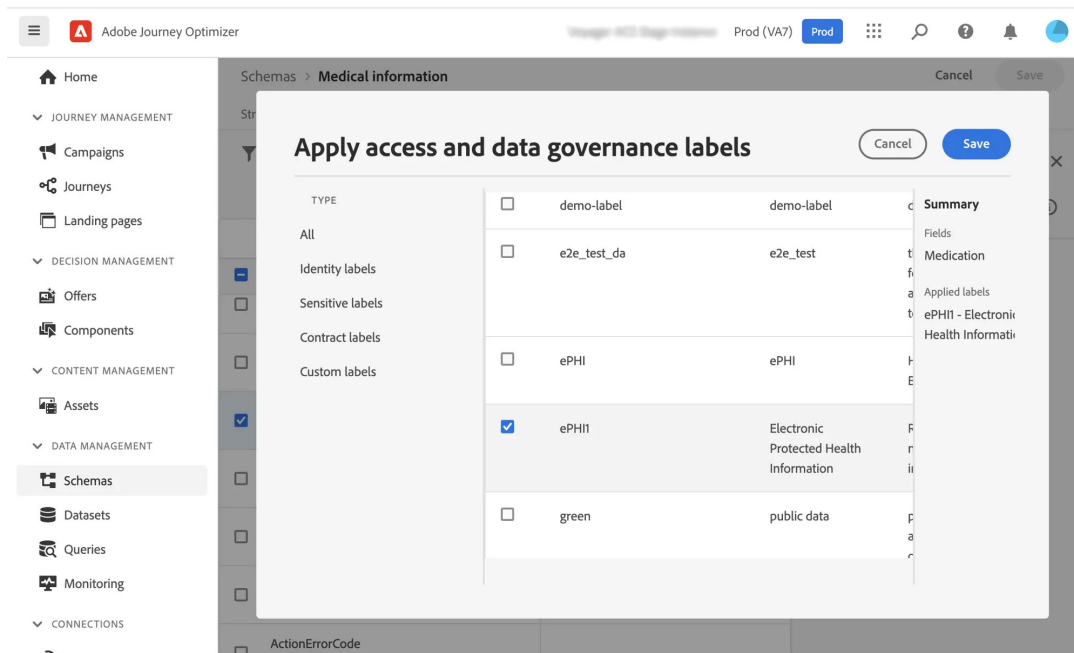 Adobe Journey Optimizer
Prod (VA7)
Prod
Home
JOURNEY MANAGEMENT
Campaigns
Journeys
Landing pages
DECISION MANAGEMENT
Offers
Components
CONTENT MANAGEMENT
Assets
DATA MANAGEMENT
Schemas
Datasets
Queries
Monitoring
CONNECTIONS
Schemas > Medical information
Cancel
Save
Str
Apply access and data governance labels
Cancel
Save
TYPE
All
Identity labels
Sensitive labels
Contract labels
Custom labels
demo-label demo-label
e2e_test_da e2e_test
ePHI ePHI
ePHI1 Electronic
Protected Health
Information
green public data
Summary
Fields
Medication
Applied labels
ePHI1 - Electronic
Health Informati
ActionErrorCode